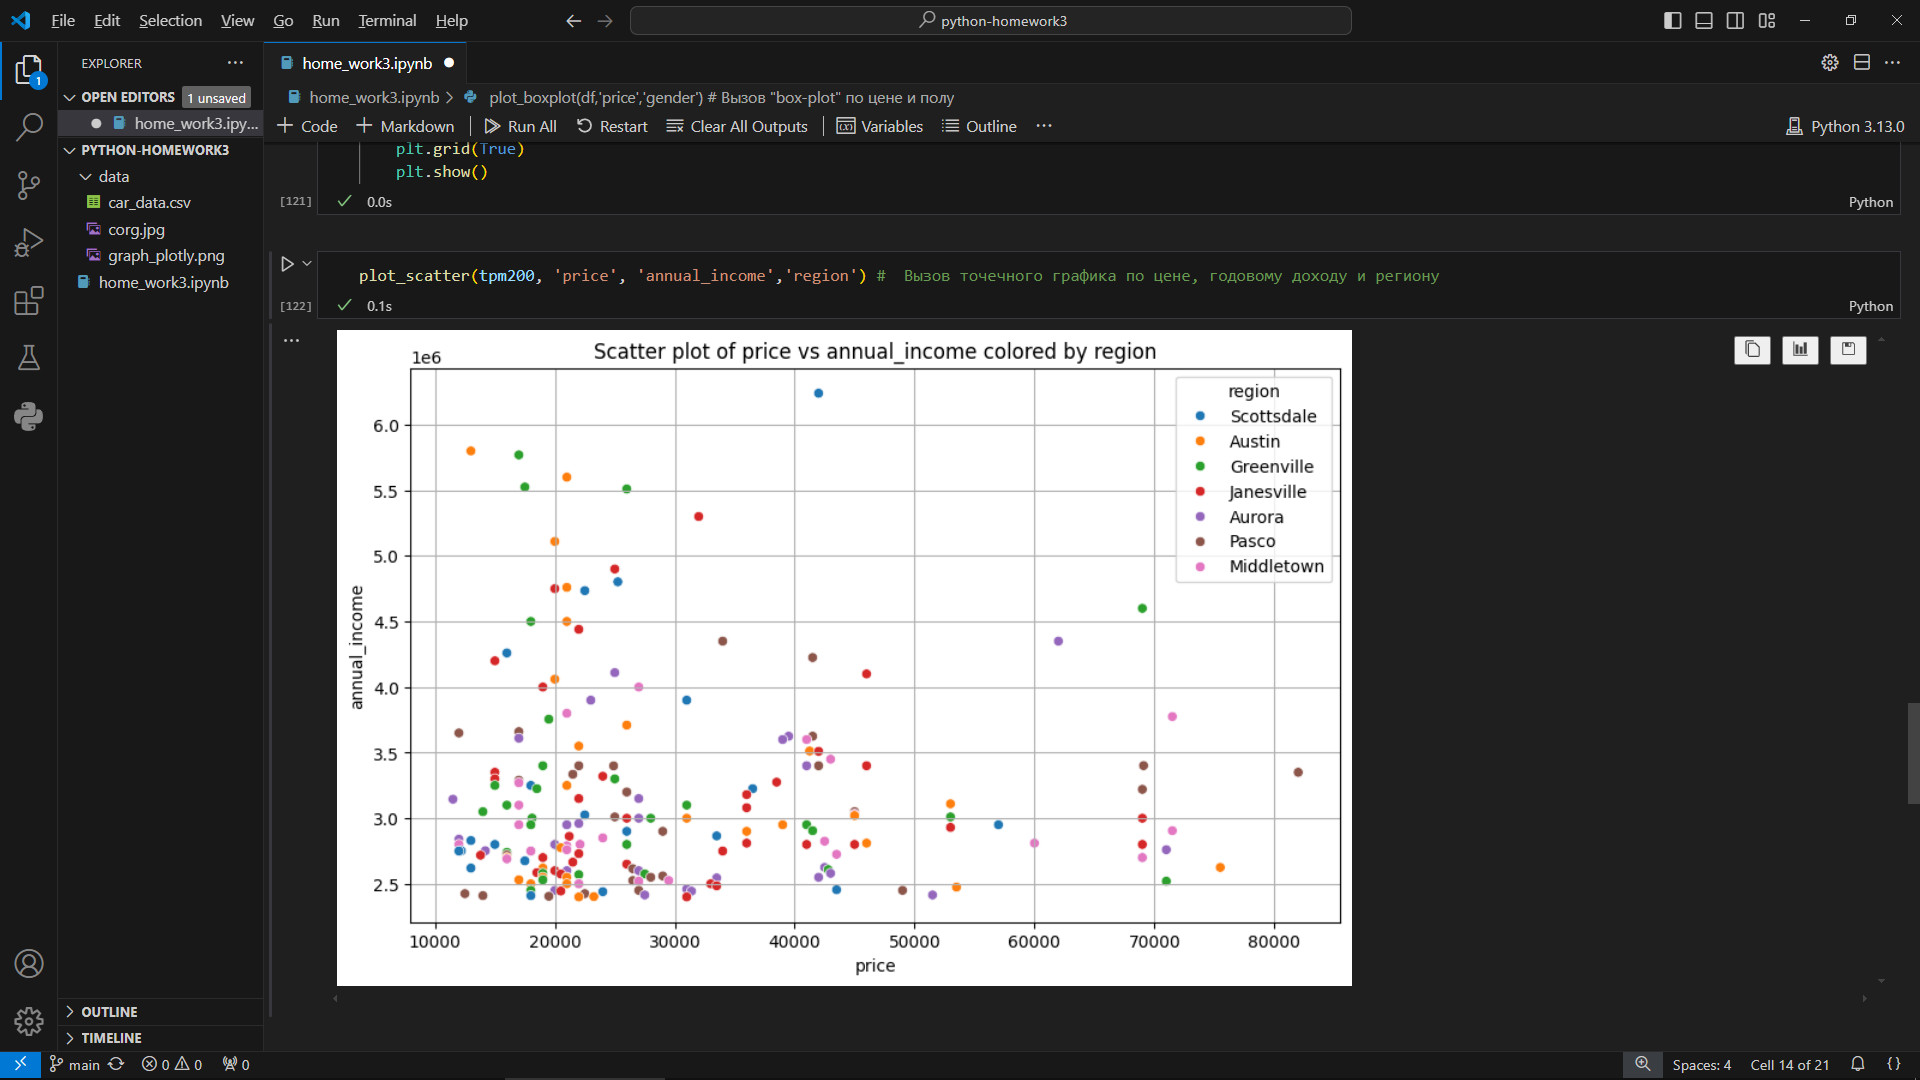 File Edit Selection View Go Run Terminal Help
python-homework3
EXPLORER
OPEN EDITORS 1 unsaved
home_work3.ipy...
PYTHON-HOMEWORK3
data
car_data.csv
corg.jpg
graph_plotly.png
home_work3.ipynb
OUTLINE
TIMELINE
1
home_work3.ipynb
home_work3.ipynb > plot_boxplot(df,'price','gender') # Вызов "box-plot" по цене и полу
Code Markdown Run All Restart Clear All Outputs Variables Outline ... Python 3.13.0
plt.grid(True)
plt.show()
[121] 0.0s Python
plot_scatter(tpm200, 'price', 'annual_income','region') # Вызов точечного графика по цене, годовому доходу и региону
[122] 0.1s Python
Scatter plot of price vs annual_income colored by region
1e6
6.0
5.5
5.0
4.5
4.0
3.5
3.0
2.5
annual_income
region
Scottsdale
Austin
Greenville
Janesville
Aurora
Pasco
Middletown
10000 20000 30000 40000 50000 60000 70000 80000
price
main 0 0 0 Spaces: 4 Cell 14 of 21